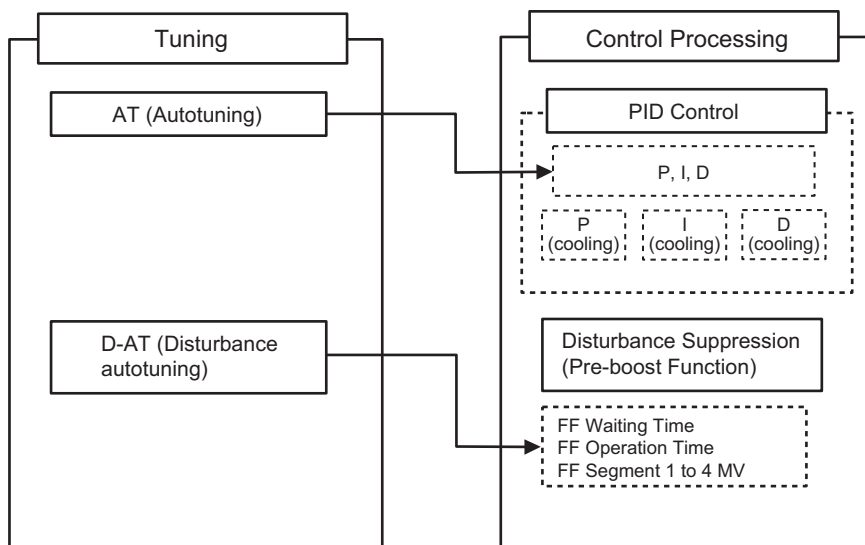 Tuning
Control Processing
AT (Autotuning)
PID Control
P, I, D
P
(cooling)
I
(cooling)
D
(cooling)
D-AT (Disturbance
autotuning)
Disturbance Suppression
(Pre-boost Function)
FF Waiting Time
FF Operation Time
FF Segment 1 to 4 MV